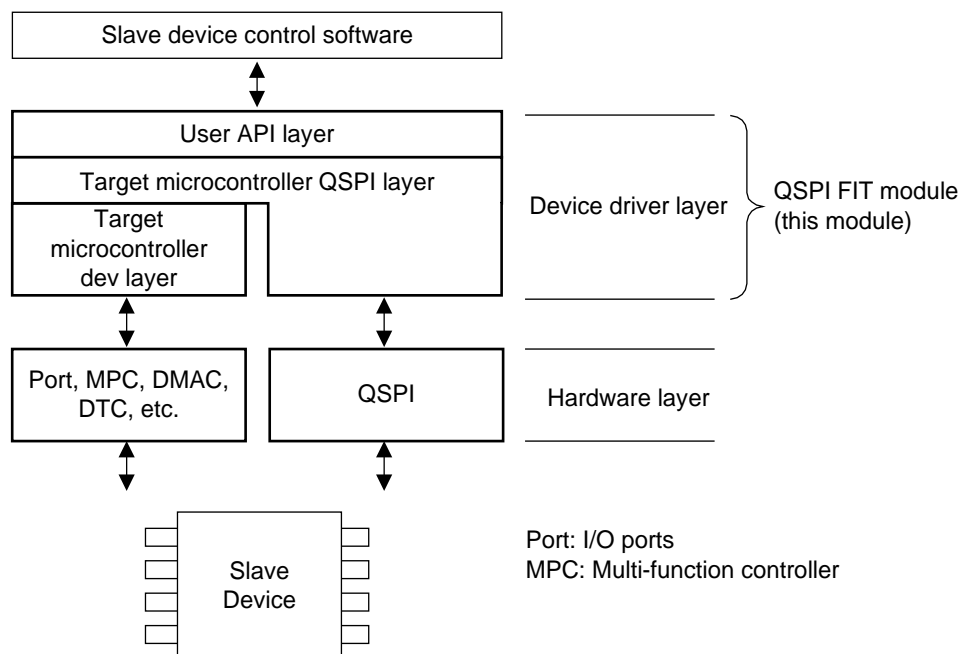 Slave device control software
User API layer
Target microcontroller QSPI layer
Target
microcontroller
dev layer
Device driver layer
QSPI FIT module
(this module)
Port, MPC, DMAC,
DTC, etc.
QSPI
Hardware layer
Slave
Device
Port: I/O ports
MPC: Multi-function controller